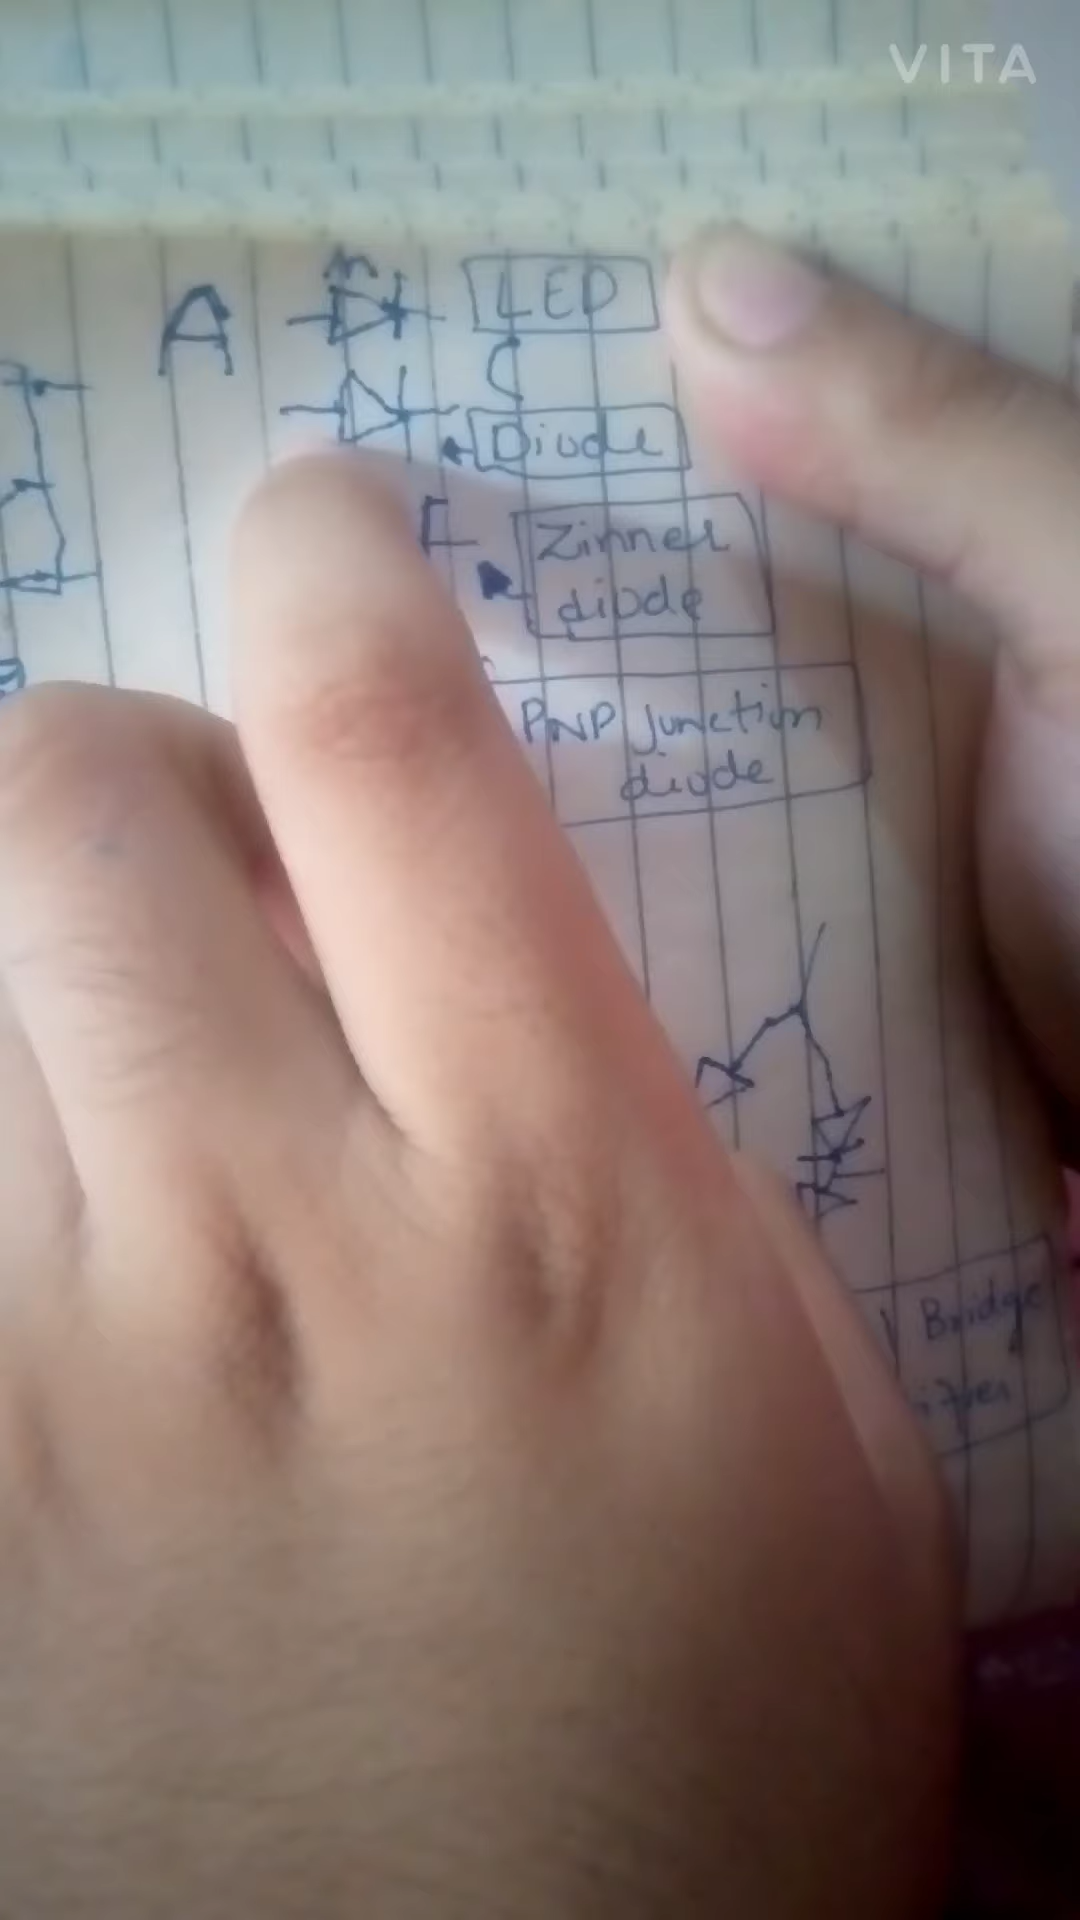 VITA
A
LED
C
Diode
Zinner
diode
PNP junction
diode
Bridge